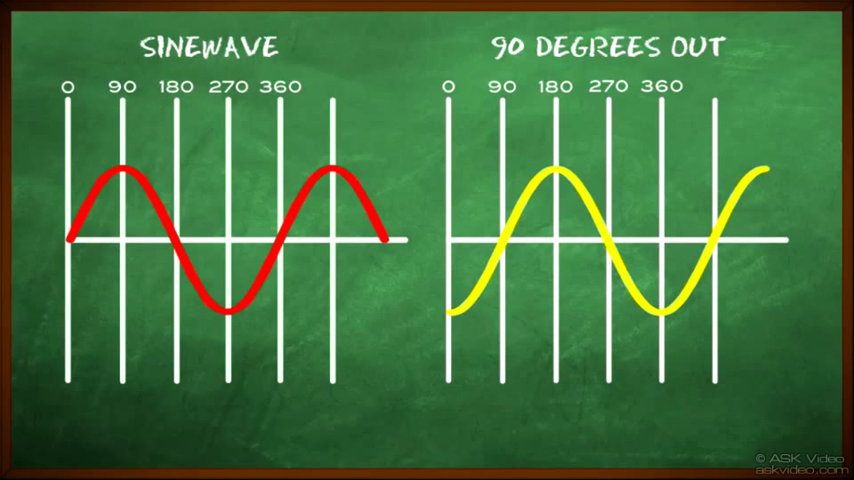 SINEWAVE
90 DEGREES OUT
0 90 180 270 360
0 90 180 270 360
© ASK Video
askvideo.com